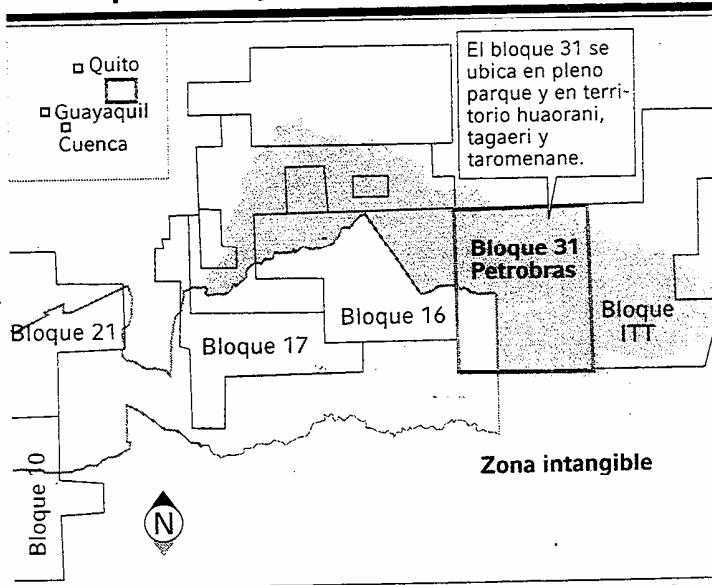 Quito
Guayaquil
Cuenca
El bloque 31 se
ubica en pleno
parque y en terri-
torio huaorani,
tagaeri y
taromenane.
Bloque 31
Petrobras
Bloque
ITT
Bloque 16
Bloque 21
Bloque 17
Zona intangible
Bloque 10
N